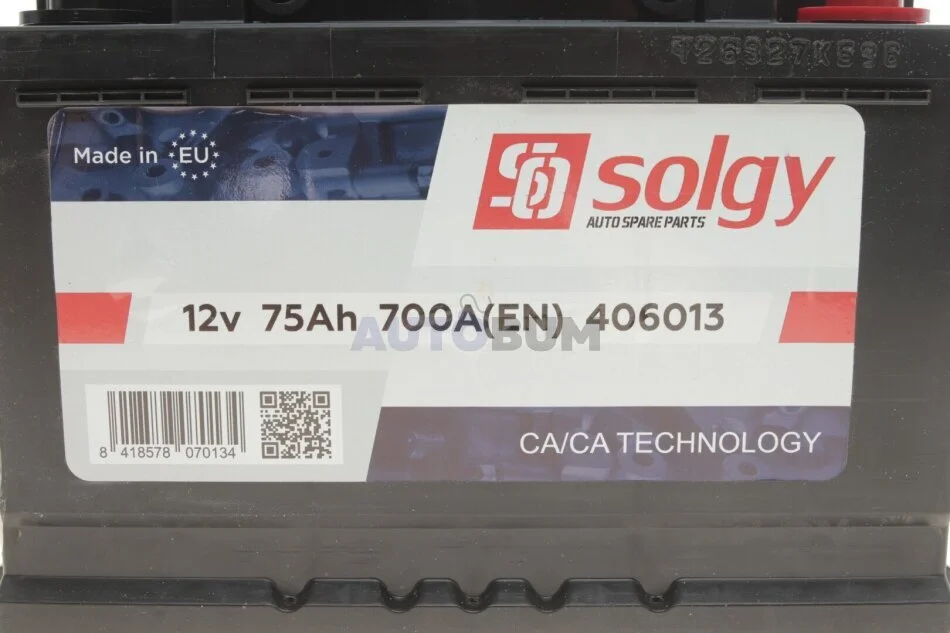 Made in EU
solgy
AUTO SPARE PARTS
12v 75Ah 700A(EN) 406013
AUTOBUM
8 418578 070134
CA/CA TECHNOLOGY